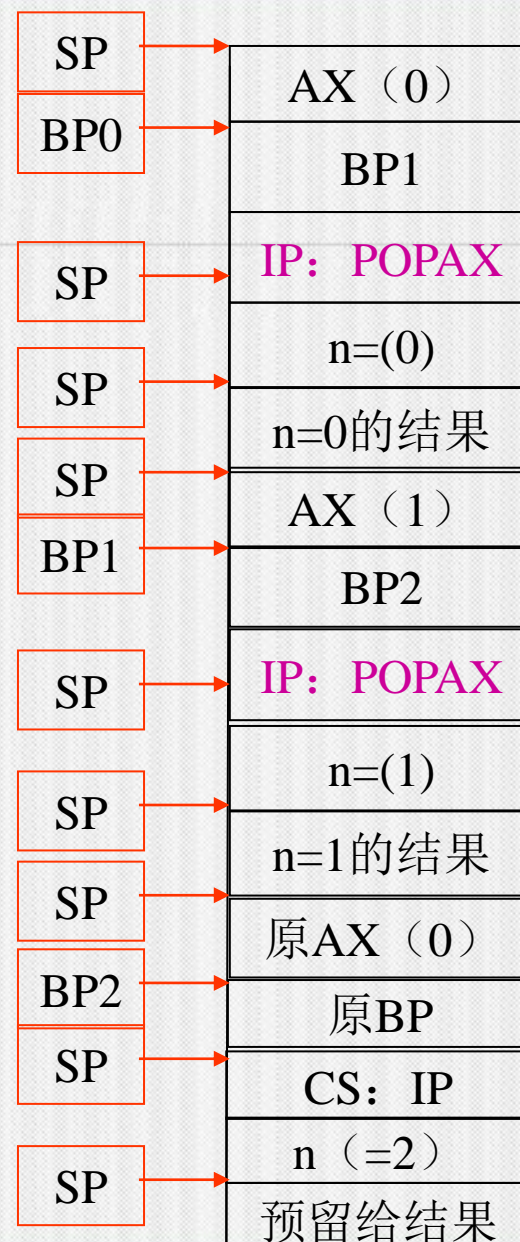 SP
AX（0）
BP0
BP1
SP
IP：POPAX
n=(0)
SP
n=0的结果
SP
AX（1）
BP1
BP2
SP
IP：POPAX
n=(1)
SP
n=1的结果
SP
原AX（0）
BP2
原BP
SP
CS：IP
n（=2）
SP
预留给结果